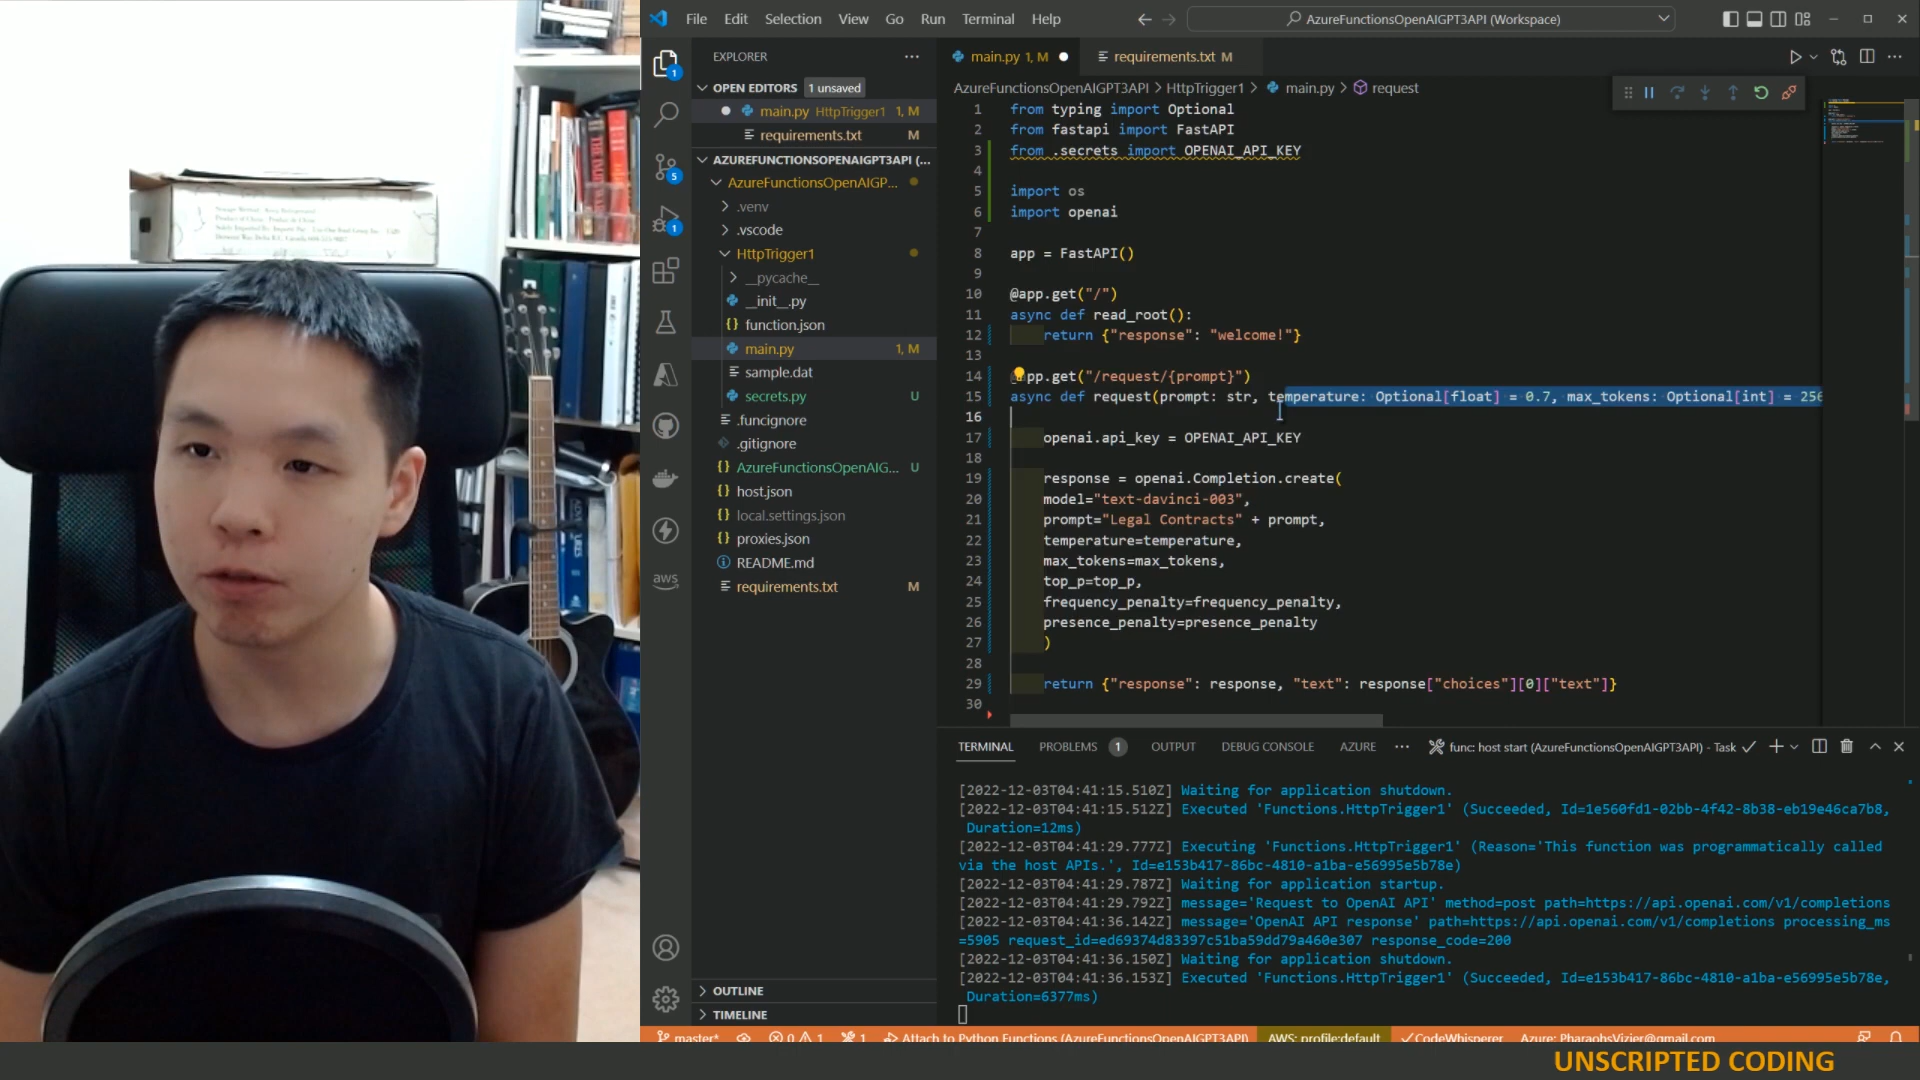 File Edit Selection View Go Run Terminal Help
AzureFunctionsOpenAIGPT3API (Workspace)
EXPLORER
OPEN EDITORS 1 unsaved
main.py HttpTrigger1 1, M
requirements.txt M
AZUREFUNCTIONSOPENAIGPT3API (...
AzureFunctionsOpenAIGP...
.venv
.vscode
HttpTrigger1
__pycache__
__init__.py
function.json
main.py 1, M
sample.dat
secrets.py U
.funcignore
.gitignore
AzureFunctionsOpenAIG... U
host.json
local.settings.json
proxies.json
README.md
requirements.txt M
OUTLINE
TIMELINE
1
5
1
aws
main.py 1, M
requirements.txt M
AzureFunctionsOpenAIGPT3API > HttpTrigger1 > main.py > request
1 from typing import Optional
2 from fastapi import FastAPI
3 from .secrets import OPENAI_API_KEY
4
5 import os
6 import openai
7
8 app = FastAPI()
9
10 @app.get("/")
11 async def read_root():
12 return {"response": "welcome!"}
13
14 pp.get("/request/{prompt}")
15 async def request(prompt: str, temperature: Optional[float] = 0.7, max_tokens: Optional[int] = 256
16
17 openai.api_key = OPENAI_API_KEY
18
19 response = openai.Completion.create(
20 model="text-davinci-003",
21 prompt="Legal Contracts" + prompt,
22 temperature=temperature,
23 max_tokens=max_tokens,
24 top_p=top_p,
25 frequency_penalty=frequency_penalty,
26 presence_penalty=presence_penalty
27 )
28
29 return {"response": response, "text": response["choices"][0]["text"]}
30
TERMINAL PROBLEMS 1 OUTPUT DEBUG CONSOLE AZURE ... func: host start (AzureFunctionsOpenAIGPT3API) - Task
[2022-12-03T04:41:15.510Z] Waiting for application shutdown.
[2022-12-03T04:41:15.512Z] Executed 'Functions.HttpTrigger1' (Succeeded, Id=1e560fd1-02bb-4f42-8b38-eb19e46ca7b8,
Duration=12ms)
[2022-12-03T04:41:29.777Z] Executing 'Functions.HttpTrigger1' (Reason='This function was programmatically called
via the host APIs.', Id=e153b417-86bc-4810-a1ba-e56995e5b78e)
[2022-12-03T04:41:29.787Z] Waiting for application startup.
[2022-12-03T04:41:29.792Z] message='Request to OpenAI API' method=post path=https://api.openai.com/v1/completions
[2022-12-03T04:41:36.142Z] message='OpenAI API response' path=https://api.openai.com/v1/completions processing_ms
=5905 request_id=ed69374d83397c51ba59dd79a460e307 response_code=200
[2022-12-03T04:41:36.150Z] Waiting for application shutdown.
[2022-12-03T04:41:36.153Z] Executed 'Functions.HttpTrigger1' (Succeeded, Id=e153b417-86bc-4810-a1ba-e56995e5b78e,
Duration=6377ms)
master* 0 1 1 Attach to Python Functions (AzureFunctionsOpenAIGPT3API) AWS: profile:default CodeWhisperer Azure: PharaohsVizier@gmail.com
UNSCRIPTED CODING